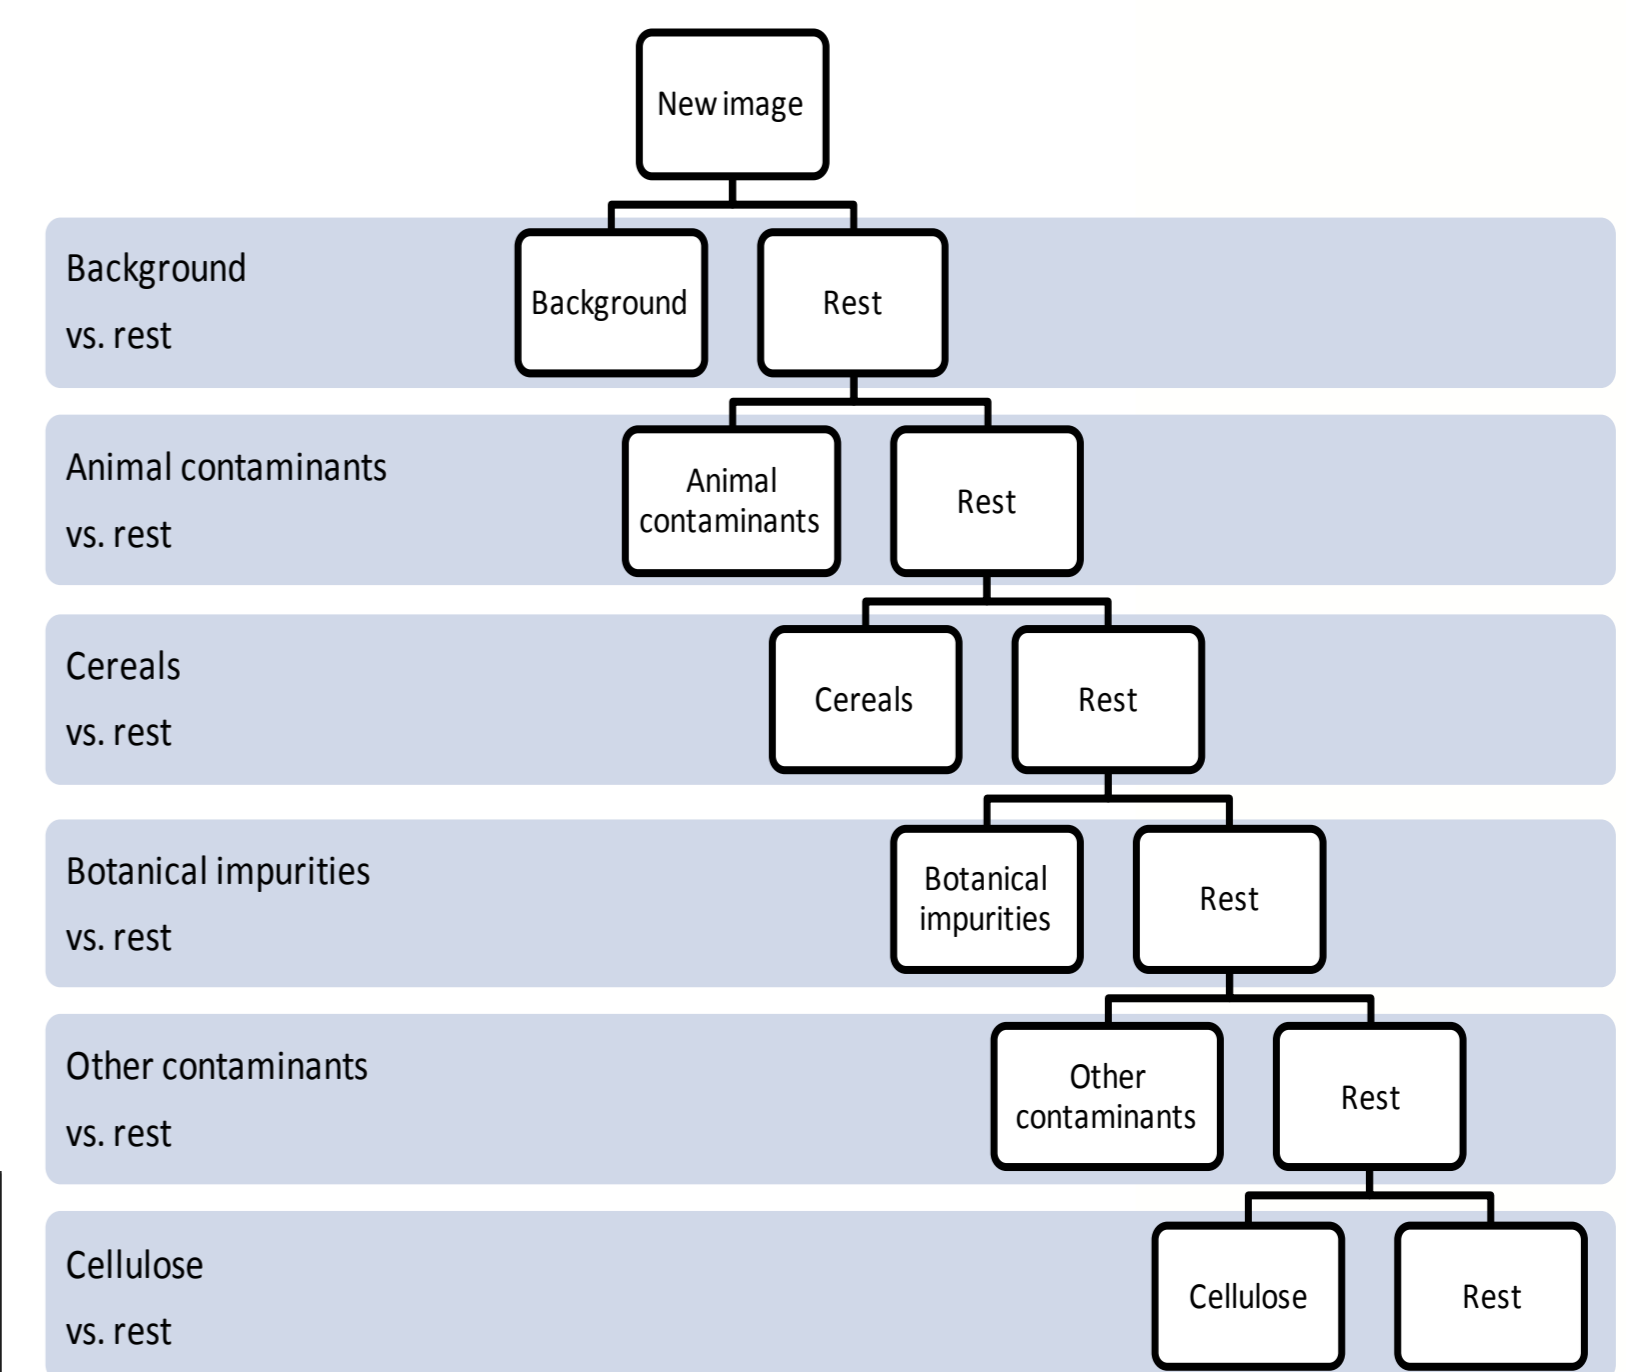 New image
Background
vs. rest
Background
Rest
Animal contaminants
vs. rest
Animal
contaminants
Rest
Cereals
vs. rest
Cereals
Rest
Botanical impurities
vs. rest
Botanical
impurities
Rest
Other contaminants
vs. rest
Other
contaminants
Rest
Cellulose
vs. rest
Cellulose
Rest